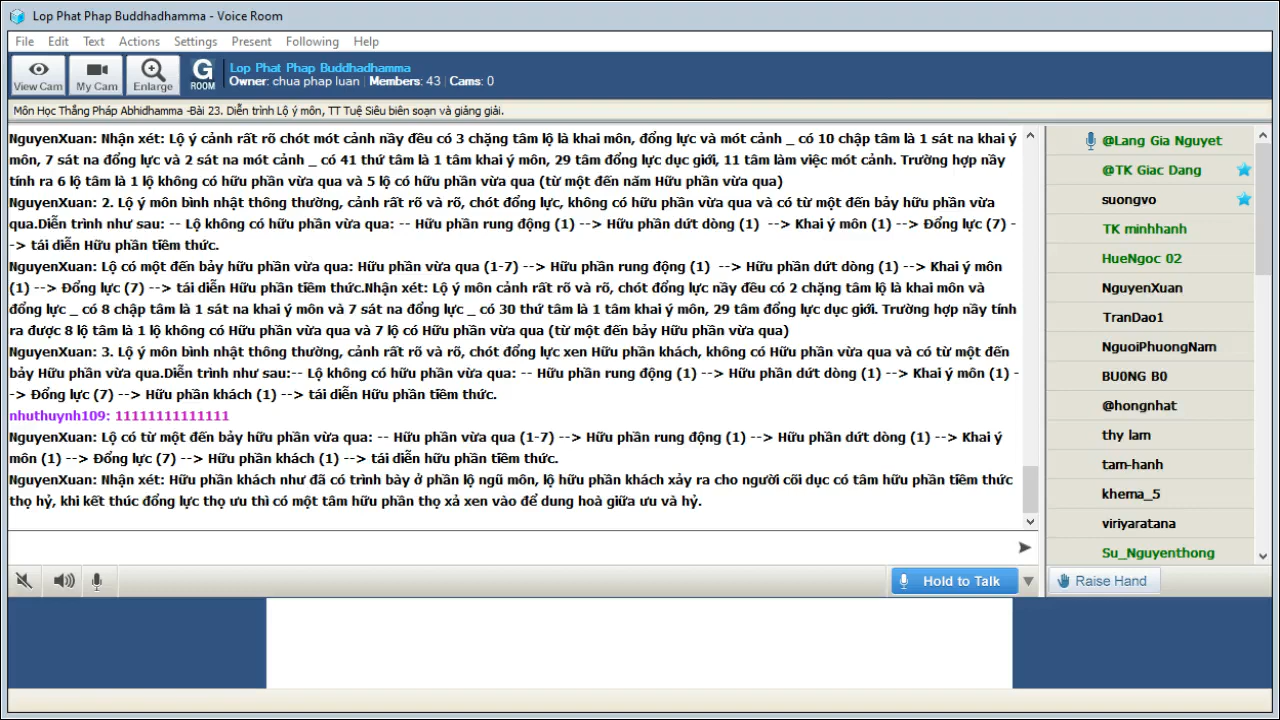 Lop Phat Phap Buddhadhamma - Voice Room
File Edit Text Actions Settings Present Following Help
View Cam My Cam Enlarge G ROOM
Lop Phat Phap Buddhadhamma
Owner: chua phap luan | Members: 43 | Cams: 0
Môn Học Thắng Pháp Abhidhamma -Bài 23. Diễn trình Lộ ý môn, TT Tuệ Siêu biên soạn và giảng giải.
NguyenXuan: Nhận xét: Lộ ý cảnh rất rõ chót mót cảnh nầy đều có 3 chặng tâm lộ là khai môn, đổng lực và mót cảnh _ có 10 chập tâm là 1 sát na khai ý
môn, 7 sát na đổng lực và 2 sát na mót cảnh _ có 41 thứ tâm là 1 tâm khai ý môn, 29 tâm đổng lực dục giới, 11 tâm làm việc mót cảnh. Trường hợp nầy
tính ra 6 lộ tâm là 1 lộ không có hữu phần vừa qua và 5 lộ có hữu phần vừa qua (từ một đến năm Hữu phần vừa qua)
NguyenXuan: 2. Lộ ý môn bình nhật thông thường, cảnh rất rõ và rõ, chót đổng lực, không có hữu phần vừa qua và có từ một đến bảy hữu phần vừa
qua.Diễn trình như sau: -- Lộ không có hữu phần vừa qua: -- Hữu phần rung động (1) --> Hữu phần dứt dòng (1)  --> Khai ý môn (1) --> Đổng lực (7) -
-> tái diễn Hữu phần tiềm thức.
NguyenXuan: Lộ có một đến bảy hữu phần vừa qua: Hữu phần vừa qua (1-7) --> Hữu phần rung động (1)  --> Hữu phần dứt dòng (1) --> Khai ý môn
(1) --> Đổng lực (7) --> tái diễn Hữu phần tiềm thức.Nhận xét: Lộ ý môn cảnh rất rõ và rõ, chót đổng lực nầy đều có 2 chặng tâm lộ là khai môn và
đổng lực _ có 8 chập tâm là 1 sát na khai ý môn và 7 sát na đổng lực _ có 30 thứ tâm là 1 tâm khai ý môn, 29 tâm đổng lực dục giới. Trường hợp nầy tính
ra được 8 lộ tâm là 1 lộ không có Hữu phần vừa qua và 7 lộ có Hữu phần vừa qua (từ một đến bảy Hữu phần vừa qua)
NguyenXuan: 3. Lộ ý môn bình nhật thông thường, cảnh rất rõ và rõ, chót đổng lực xen Hữu phần khách, không có Hữu phần vừa qua và có từ một đến
bảy Hữu phần vừa qua.Diễn trình như sau:-- Lộ không có hữu phần vừa qua: -- Hữu phần rung động (1) --> Hữu phần dứt dòng (1) --> Khai ý môn (1) -
-> Đổng lực (7) --> Hữu phần khách (1) --> tái diễn Hữu phần tiềm thức.
nhuthuynh109: 11111111111111
NguyenXuan: Lộ có từ một đến bảy hữu phần vừa qua: -- Hữu phần vừa qua (1-7) --> Hữu phần rung động (1) --> Hữu phần dứt dòng (1) --> Khai ý
môn (1) --> Đổng lực (7) --> Hữu phần khách (1) --> tái diễn hữu phần tiềm thức.
NguyenXuan: Nhận xét: Hữu phần khách như đã có trình bày ở phần lộ ngũ môn, lộ hữu phần khách xảy ra cho người cõi dục có tâm hữu phần tiềm thức
thọ hỷ, khi kết thúc đổng lực thọ ưu thì có một tâm hữu phần thọ xả xen vào để dung hoà giữa ưu và hỷ.
@Lang Gia Nguyet
@TK Giac Dang
suongvo
TK minhhanh
HueNgoc 02
NguyenXuan
TranDao1
NguoiPhuongNam
BU0NG B0
@hongnhat
thy lam
tam-hanh
khema_5
viriyaratana
Su_Nguyenthong
Hold to Talk
Raise Hand